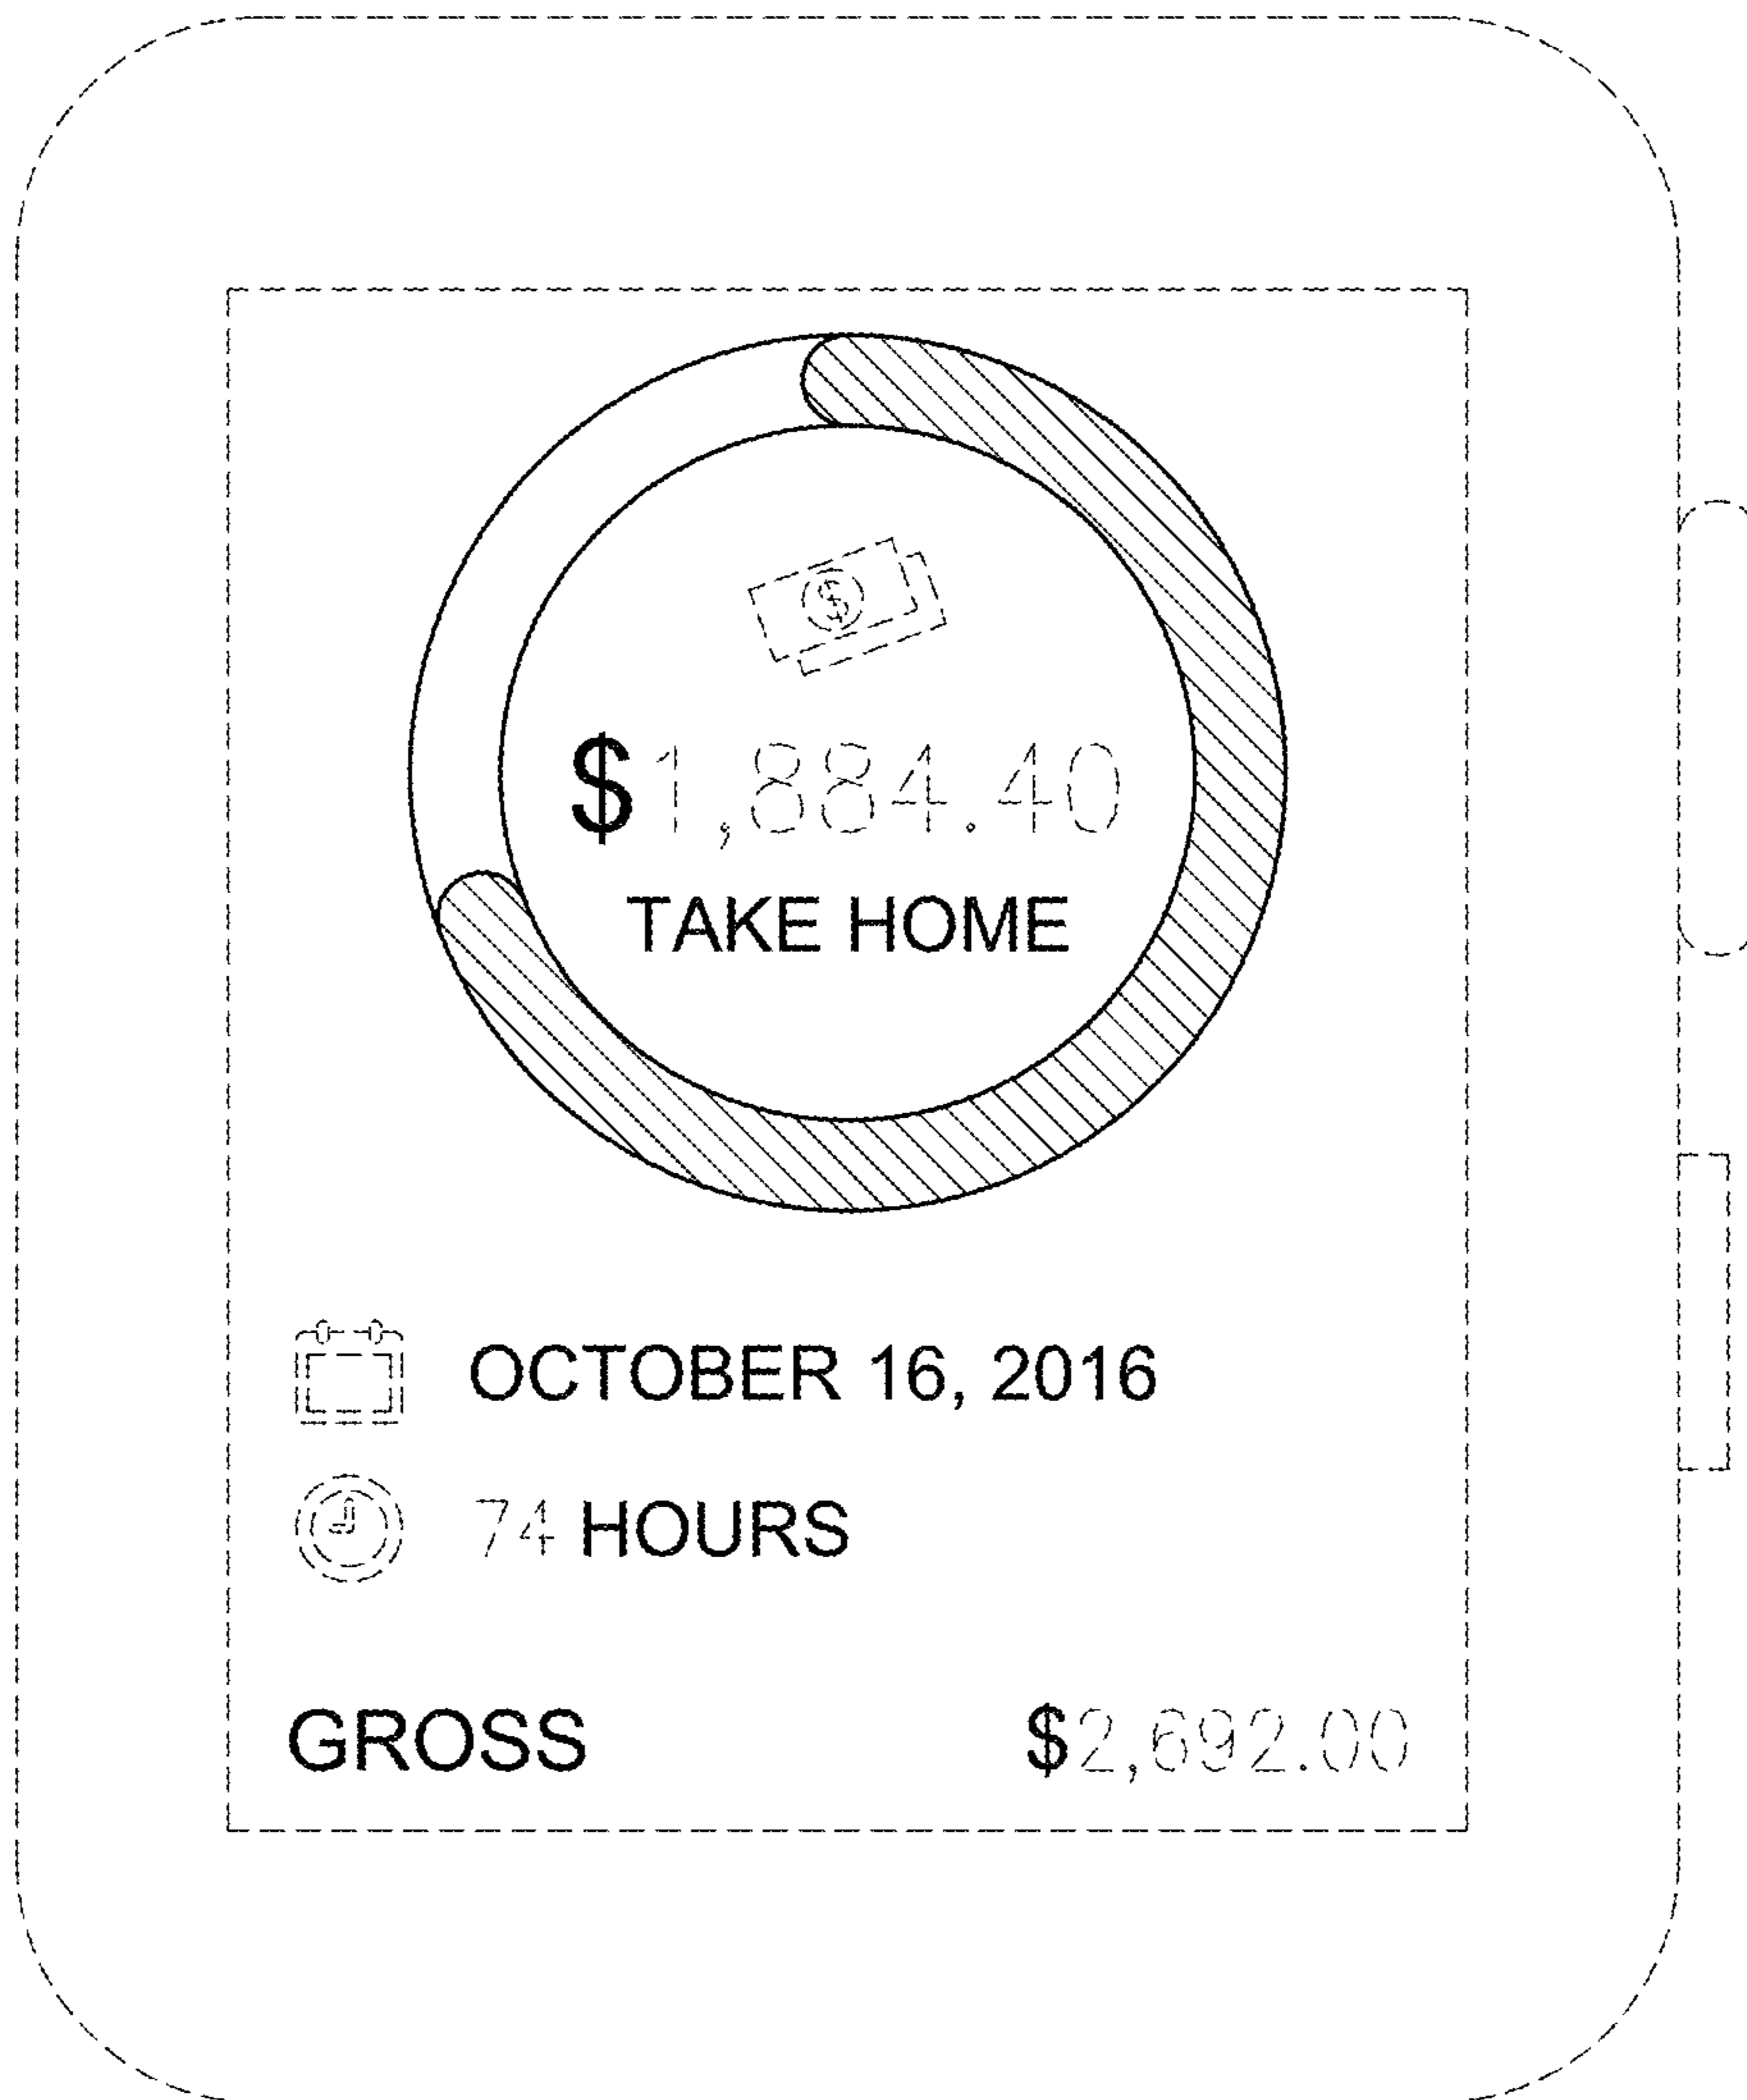 $
$1,884.40
TAKE HOME
OCTOBER 16, 2016
74 HOURS
GROSS $2,692.00